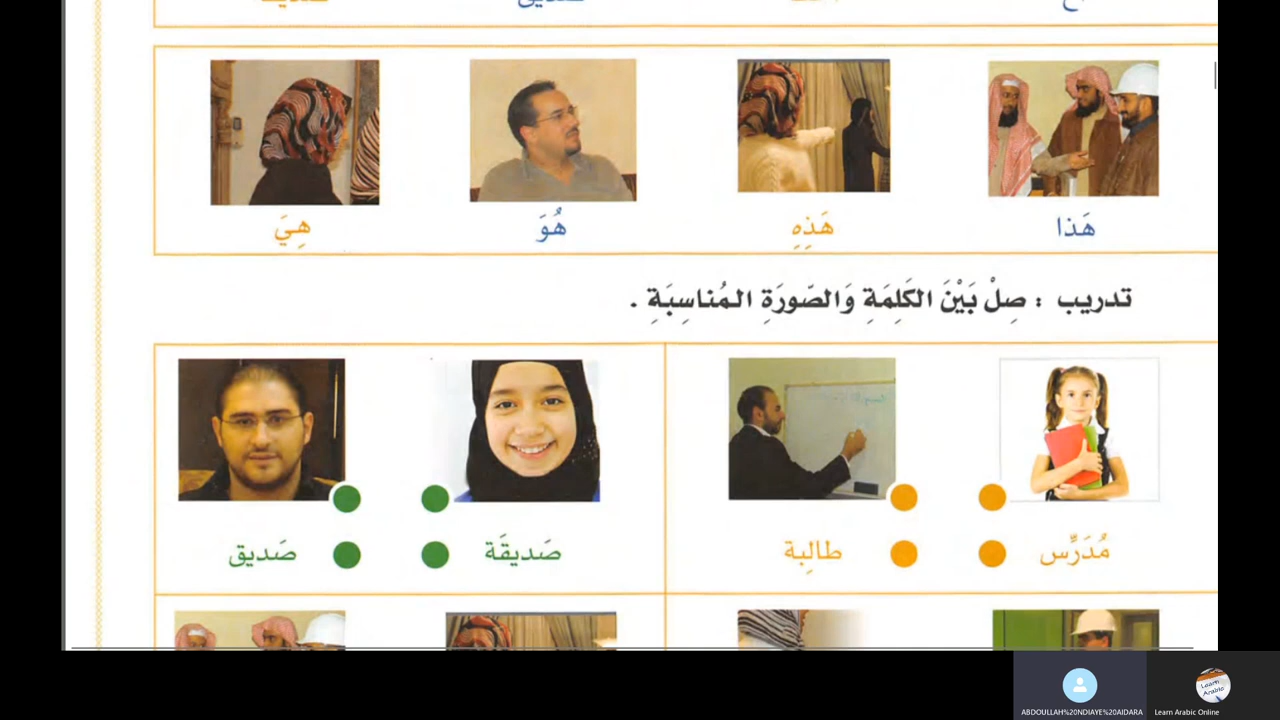 هَذا هَذِهِ هُوَ هِيَ
تدريب : صِلْ بَيْنَ الكَلِمَةِ وَالصّورَةِ المُناسِبَةِ .
مُدَرِّس طالِبة صَديقَة صَديق
ABDOULLAH%20NDIAYE%20AIDARA Learn Arabic Online